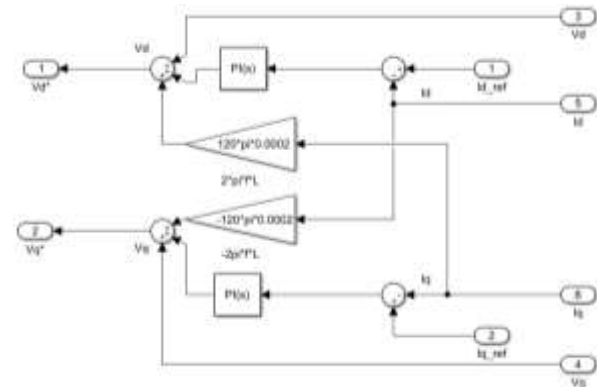 3
Vd
Vd
1
Vd*
PI(s)
1
Id_ref
Id
5
Id
120*pi*0.0002
2*pi*f*L
-120*pi*0.0002
-2pi*f*L
2
Vq*
Vq
PI(s)
Iq
6
Iq
2
Iq_ref
4
Vq